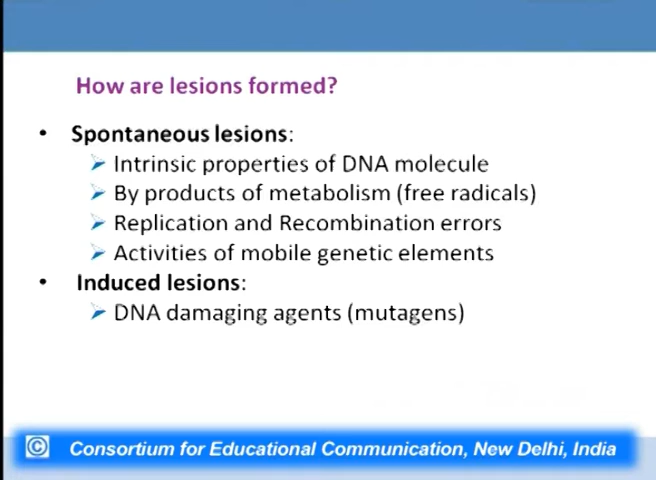 How are lesions formed?
• Spontaneous lesions:
➢ Intrinsic properties of DNA molecule
➢ By products of metabolism (free radicals)
➢ Replication and Recombination errors
➢ Activities of mobile genetic elements
• Induced lesions:
➢ DNA damaging agents (mutagens)
© Consortium for Educational Communication, New Delhi, India